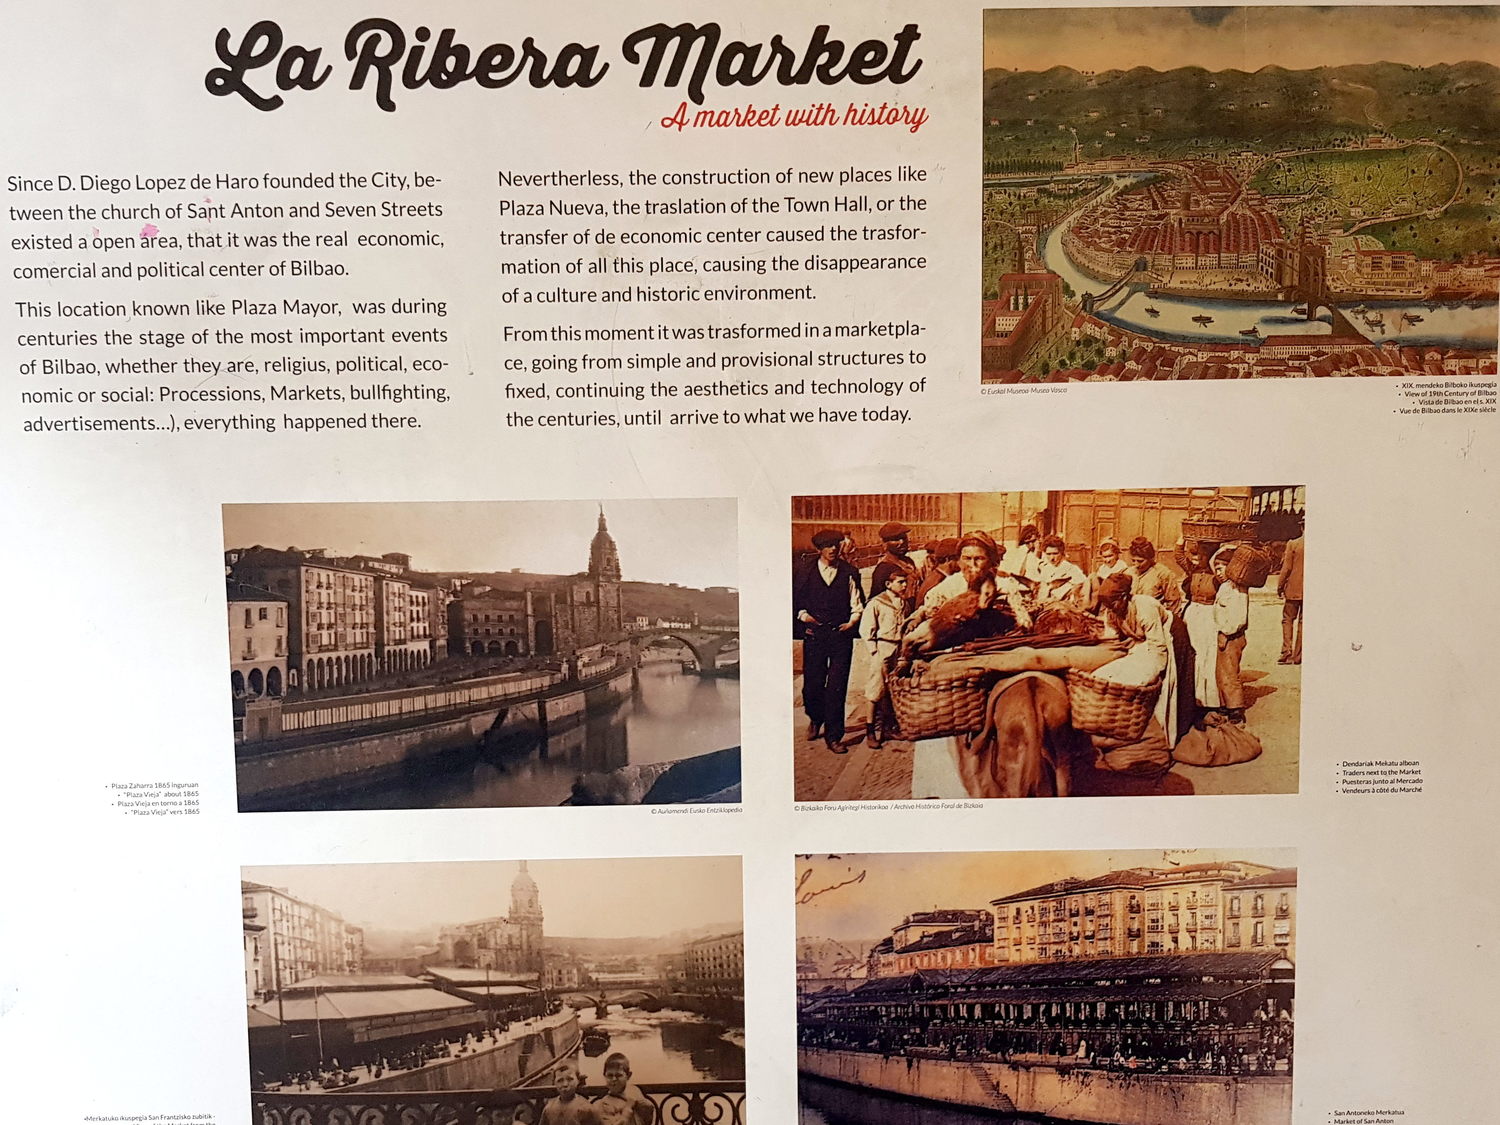 La Ribera Market
A market with history
Since D. Diego Lopez de Haro founded the City, be-
tween the church of Sant Anton and Seven Streets
existed a open area, that it was the real economic,
comercial and political center of Bilbao.
This location known like Plaza Mayor, was during
centuries the stage of the most important events
of Bilbao, whether they are, religius, political, eco-
nomic or social: Processions, Markets, bullfighting,
advertisements...), everything happened there.
Nevertheless, the construction of new places like
Plaza Nueva, the traslation of the Town Hall, or the
transfer of de economic center caused the trasfor-
mation of all this place, causing the disappearance
of a culture and historic environment.
From this moment it was trasformed in a marketpla-
ce, going from simple and provisional structures to
fixed, continuing the aesthetics and technology of
the centuries, until arrive to what we have today.
© Euskal Museoa-Museo Vasco
• XIX. mendeko Bilboko ikuspegia
• View of 19th Century of Bilbao
• Vista de Bilbao en el s. XIX
• Vue de Bilbao dans le XIXe siècle
• Plaza Zaharra 1865 inguruan
• "Plaza Vieja" about 1865
• Plaza Vieja en torno a 1865
• "Plaza Vieja" vers 1865
© Auñamendi Eusko Entziklopedia
© Bizkaiko Foru Agiritegi Historikoa / Archivo Histórico Foral de Bizkaia
• Dendariak Mekatu alboan
• Traders next to the Market
• Puesteras junto al Mercado
• Vendeurs à côté du Marché
Louis
•Merkatuko ikuspegia San Frantzisko zubitik -
• San Antoneko Merkatua
• Market of San Anton